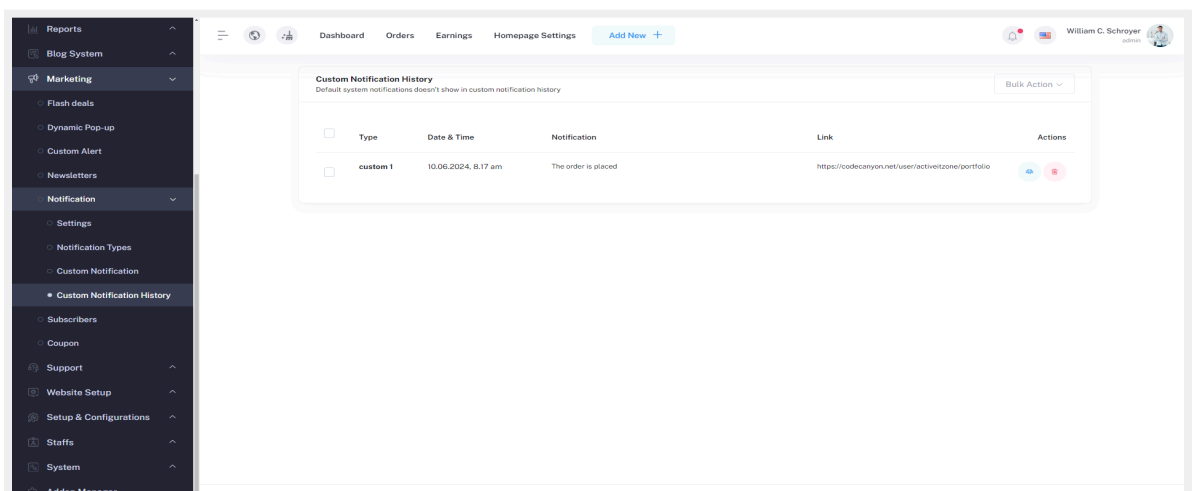 Reports
Blog System
Marketing
Flash deals
Dynamic Pop-up
Custom Alert
Newsletters
Notification
Settings
Notification Types
Custom Notification
Custom Notification History
Subscribers
Coupon
Support
Website Setup
Setup & Configurations
Staffs
System
Addon Manager
Dashboard Orders Earnings Homepage Settings Add New +
William C. Schroyer
admin
Custom Notification History
Default system notifications doesn't show in custom notification history
Bulk Action
Type Date & Time Notification Link Actions
custom 1 10.06.2024, 8.17 am The order is placed https://codecanyon.net/user/activeitzone/portfolio